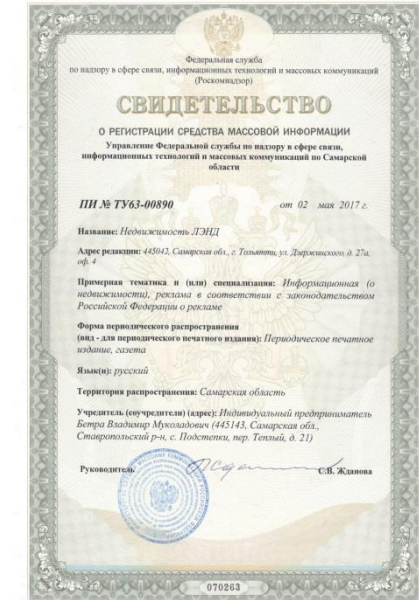 Федеральная служба
по надзору в сфере связи, информационных технологий и массовых коммуникаций
(Роскомнадзор)
СВИДЕТЕЛЬСТВО
О РЕГИСТРАЦИИ СРЕДСТВА МАССОВОЙ ИНФОРМАЦИИ
Управление Федеральной службы по надзору в сфере связи,
информационных технологий и массовых коммуникаций по Самарской
области
ПИ № ТУ63-00890 от 02 мая 2017 г.
Название: Недвижимость ЛЭНД
Адрес редакции: 445042, Самарская обл., г. Тольятти, ул. Дзержинского, д. 27а,
оф. 4
Примерная тематика и (или) специализация: Информационная (о
недвижимости), реклама в соответствии с законодательством
Российской Федерации о рекламе
Форма периодического распространения
(вид - для периодического печатного издания): Периодическое печатное
издание, газета
Язык(и): русский
Территория распространения: Самарская область
Учредитель (соучредители) (адрес): Индивидуальный предприниматель
Бетра Владимир Муколадович (445143, Самарская обл.,
Ставропольский р-н, с. Подстепки, пер. Теплый, д. 21)
Руководитель С.В. Жданова
070263